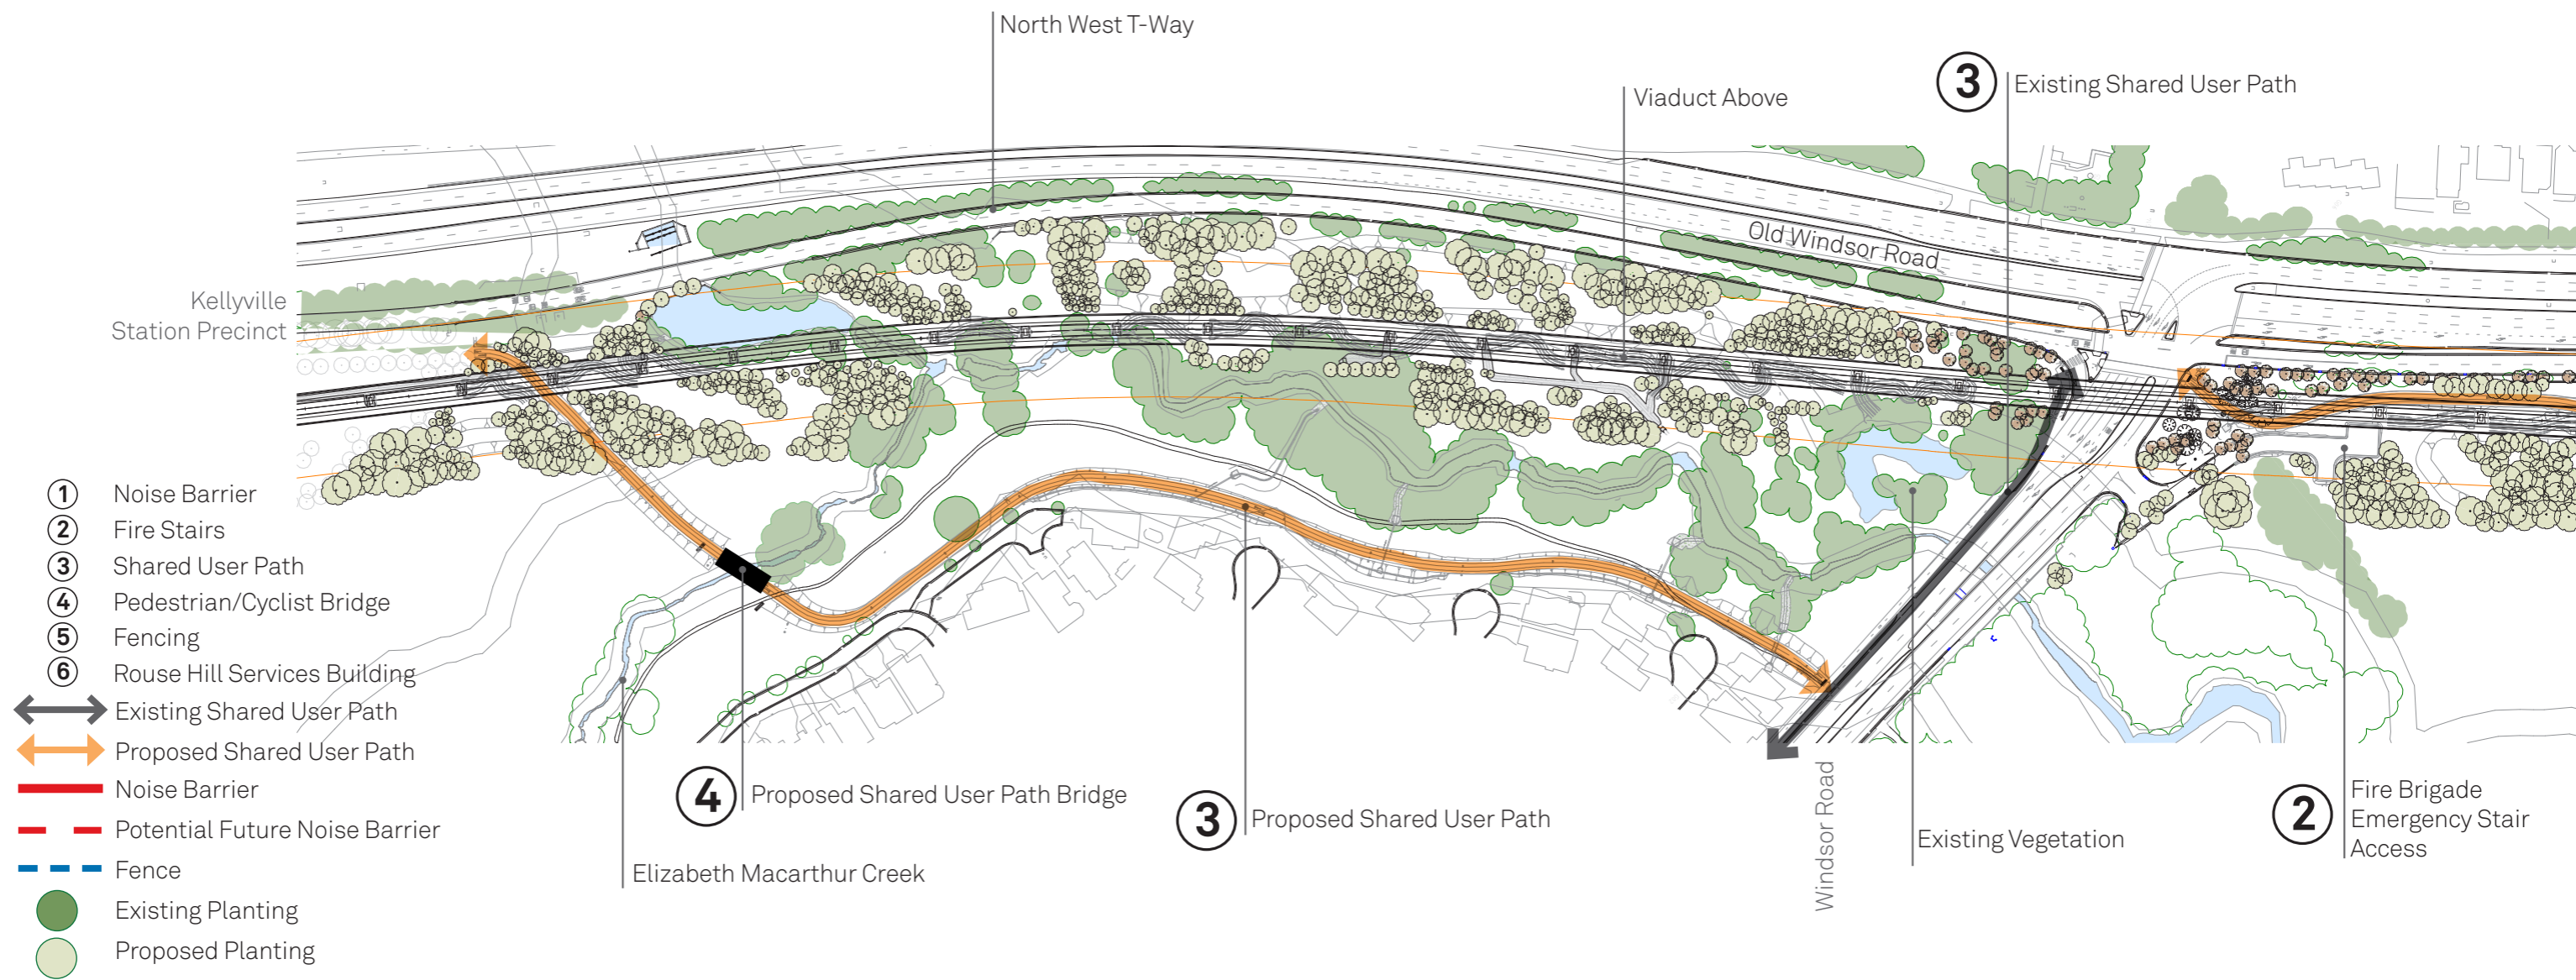 North West T-Way
Viaduct Above
3 Existing Shared User Path
Old Windsor Road
Kellyville
Station Precinct
1 Noise Barrier
2 Fire Stairs
3 Shared User Path
4 Pedestrian/Cyclist Bridge
5 Fencing
6 Rouse Hill Services Building
Existing Shared User Path
Proposed Shared User Path
Noise Barrier
Potential Future Noise Barrier
Fence
Existing Planting
Proposed Planting
4 Proposed Shared User Path Bridge
Elizabeth Macarthur Creek
3 Proposed Shared User Path
Windsor Road
Existing Vegetation
2 Fire Brigade
Emergency Stair
Access